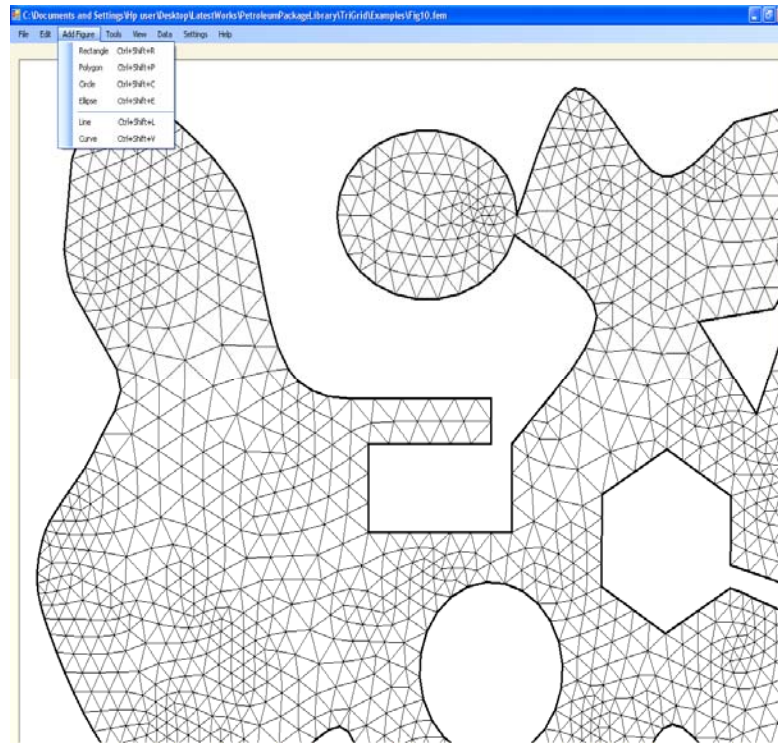 C:\Documents and Settings\Hp user\Desktop\LatestWorks\PetroleumPackageLibrary\TriGrid\Examples\Fig10.fem
File Edit Add Figure Tools View Data Settings Help
Rectangle Ctrl+Shift+R
Polygon Ctrl+Shift+P
Circle Ctrl+Shift+C
Ellipse Ctrl+Shift+E
Line Ctrl+Shift+L
Curve Ctrl+Shift+V